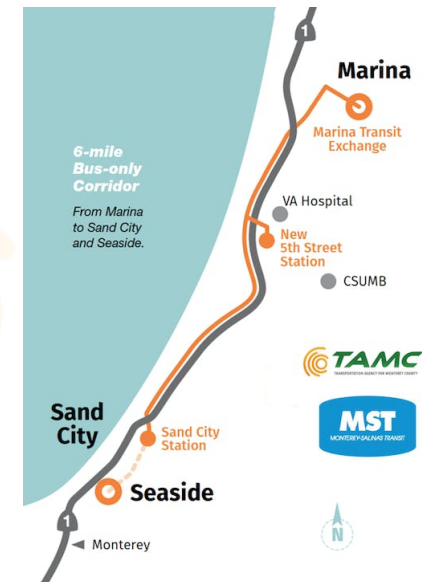 1
Marina
Marina Transit
Exchange
6-mile
Bus-only
Corridor
From Marina
to Sand City
and Seaside.
VA Hospital
New
5th Street
Station
CSUMB
TAMC
TRANSPORTATION AGENCY FOR MONTEREY COUNTY
MST
MONTEREY-SALINAS TRANSIT
Sand
City
Sand City
Station
Seaside
1
Monterey
N